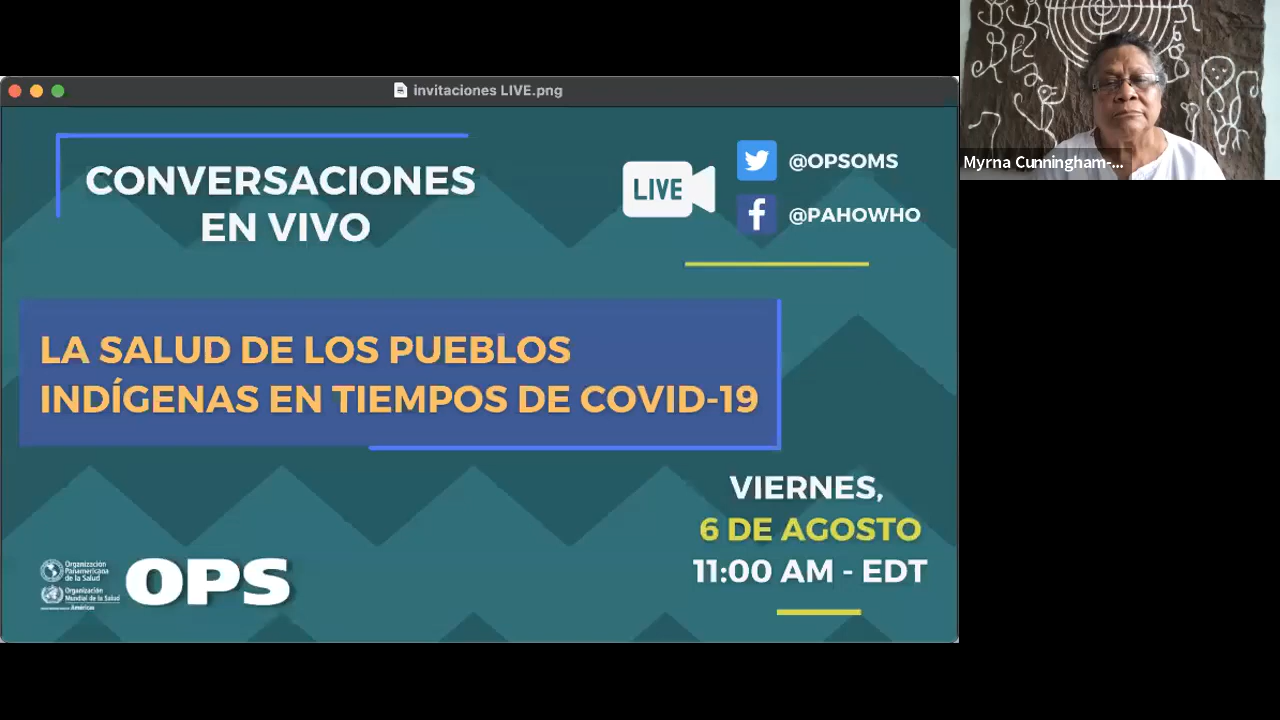 invitaciones LIVE.png
CONVERSACIONES
EN VIVO
LIVE
@OPSOMS
@PAHOWHO
LA SALUD DE LOS PUEBLOS
INDÍGENAS EN TIEMPOS DE COVID-19
VIERNES,
6 DE AGOSTO
11:00 AM - EDT
Organización
Panamericana
de la Salud
Organización
Mundial de la Salud
Américas
OPS
Myrna Cunningham-...